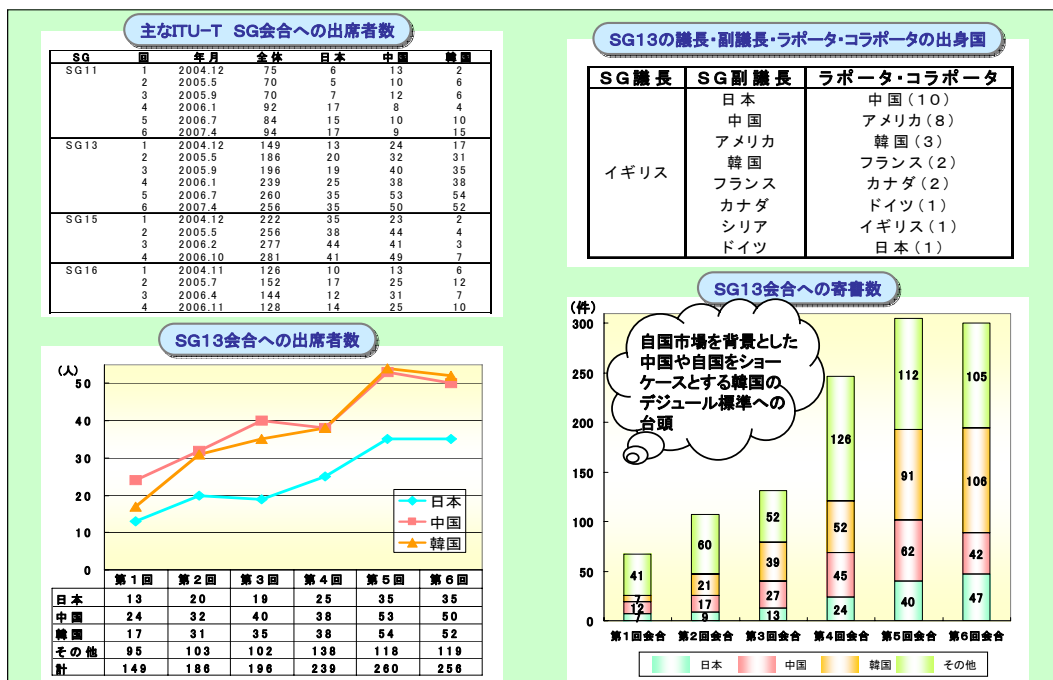 主なITU-T SG会合への出席者数
SG 回 年月 全体 日本 中国 韓国
SG11 1 2004.12 75 6 13 2
2 2005.5 70 5 10 6
3 2005.9 70 7 12 6
4 2006.1 92 17 8 4
5 2006.7 84 15 10 10
6 2007.4 94 17 9 15
SG13 1 2004.12 149 13 24 17
2 2005.5 186 20 32 31
3 2005.9 196 19 40 35
4 2006.1 239 25 38 38
5 2006.7 260 35 53 54
6 2007.4 256 35 50 52
SG15 1 2004.12 222 35 23 2
2 2005.5 256 38 44 4
3 2006.2 277 44 41 3
4 2006.10 281 41 49 7
SG16 1 2004.11 126 10 13 6
2 2005.7 152 17 25 12
3 2006.4 144 12 31 7
4 2006.11 128 14 25 10
SG13の議長・副議長・ラポータ・コラポータの出身国
SG議長 SG副議長 ラポータ・コラポータ
イギリス
日本 中国(10)
中国 アメリカ(8)
アメリカ 韓国(3)
韓国 フランス(2)
フランス カナダ(2)
カナダ ドイツ(1)
シリア イギリス(1)
ドイツ 日本(1)
SG13会合への出席者数
(人)
50
40
30
20
10
0
日本
中国
韓国
第1回 第2回 第3回 第4回 第5回 第6回
日本 13 20 19 25 35 35
中国 24 32 40 38 53 50
韓国 17 31 35 38 54 52
その他 95 103 102 138 118 119
計 149 186 196 239 260 256
SG13会合への寄書数
(件)
300
250
200
150
100
50
0
自国市場を背景とした
中国や自国をショー
ケースとする韓国の
デジュール標準への
台頭
41 7 12 7
60 21 17 9
52 39 27 13
126 52 45 24
112 91 62 40
105 106 42 47
第1回会合 第2回会合 第3回会合 第4回会合 第5回会合 第6回会合
日本 中国 韓国 その他